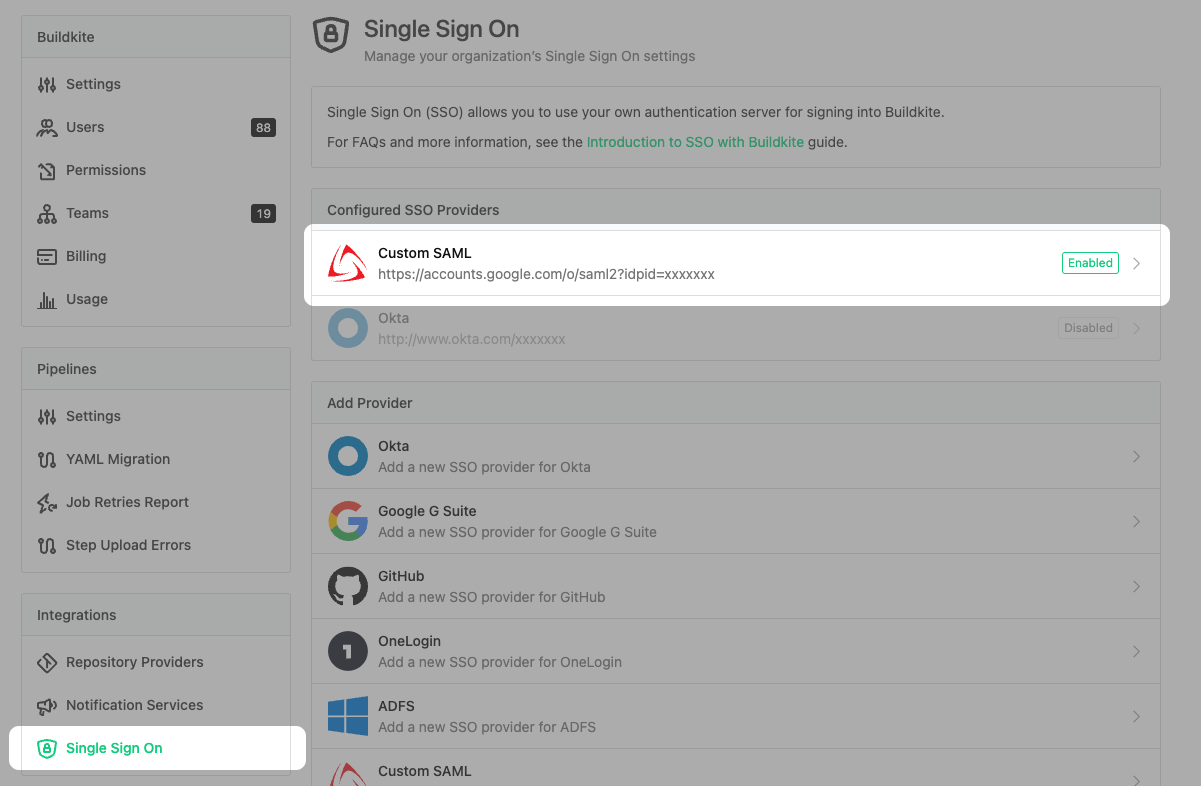 Buildkite
Settings
Users 88
Permissions
Teams 19
Billing
Usage
Pipelines
Settings
YAML Migration
Job Retries Report
Step Upload Errors
Integrations
Repository Providers
Notification Services
Single Sign On
Single Sign On
Manage your organization’s Single Sign On settings
Single Sign On (SSO) allows you to use your own authentication server for signing into Buildkite.
For FAQs and more information, see the Introduction to SSO with Buildkite guide.
Configured SSO Providers
Custom SAML
https://accounts.google.com/o/saml2?idpid=xxxxxxx
Enabled
Okta
http://www.okta.com/xxxxxxx
Disabled
Add Provider
Okta
Add a new SSO provider for Okta
Google G Suite
Add a new SSO provider for Google G Suite
GitHub
Add a new SSO provider for GitHub
OneLogin
Add a new SSO provider for OneLogin
ADFS
Add a new SSO provider for ADFS
Custom SAML